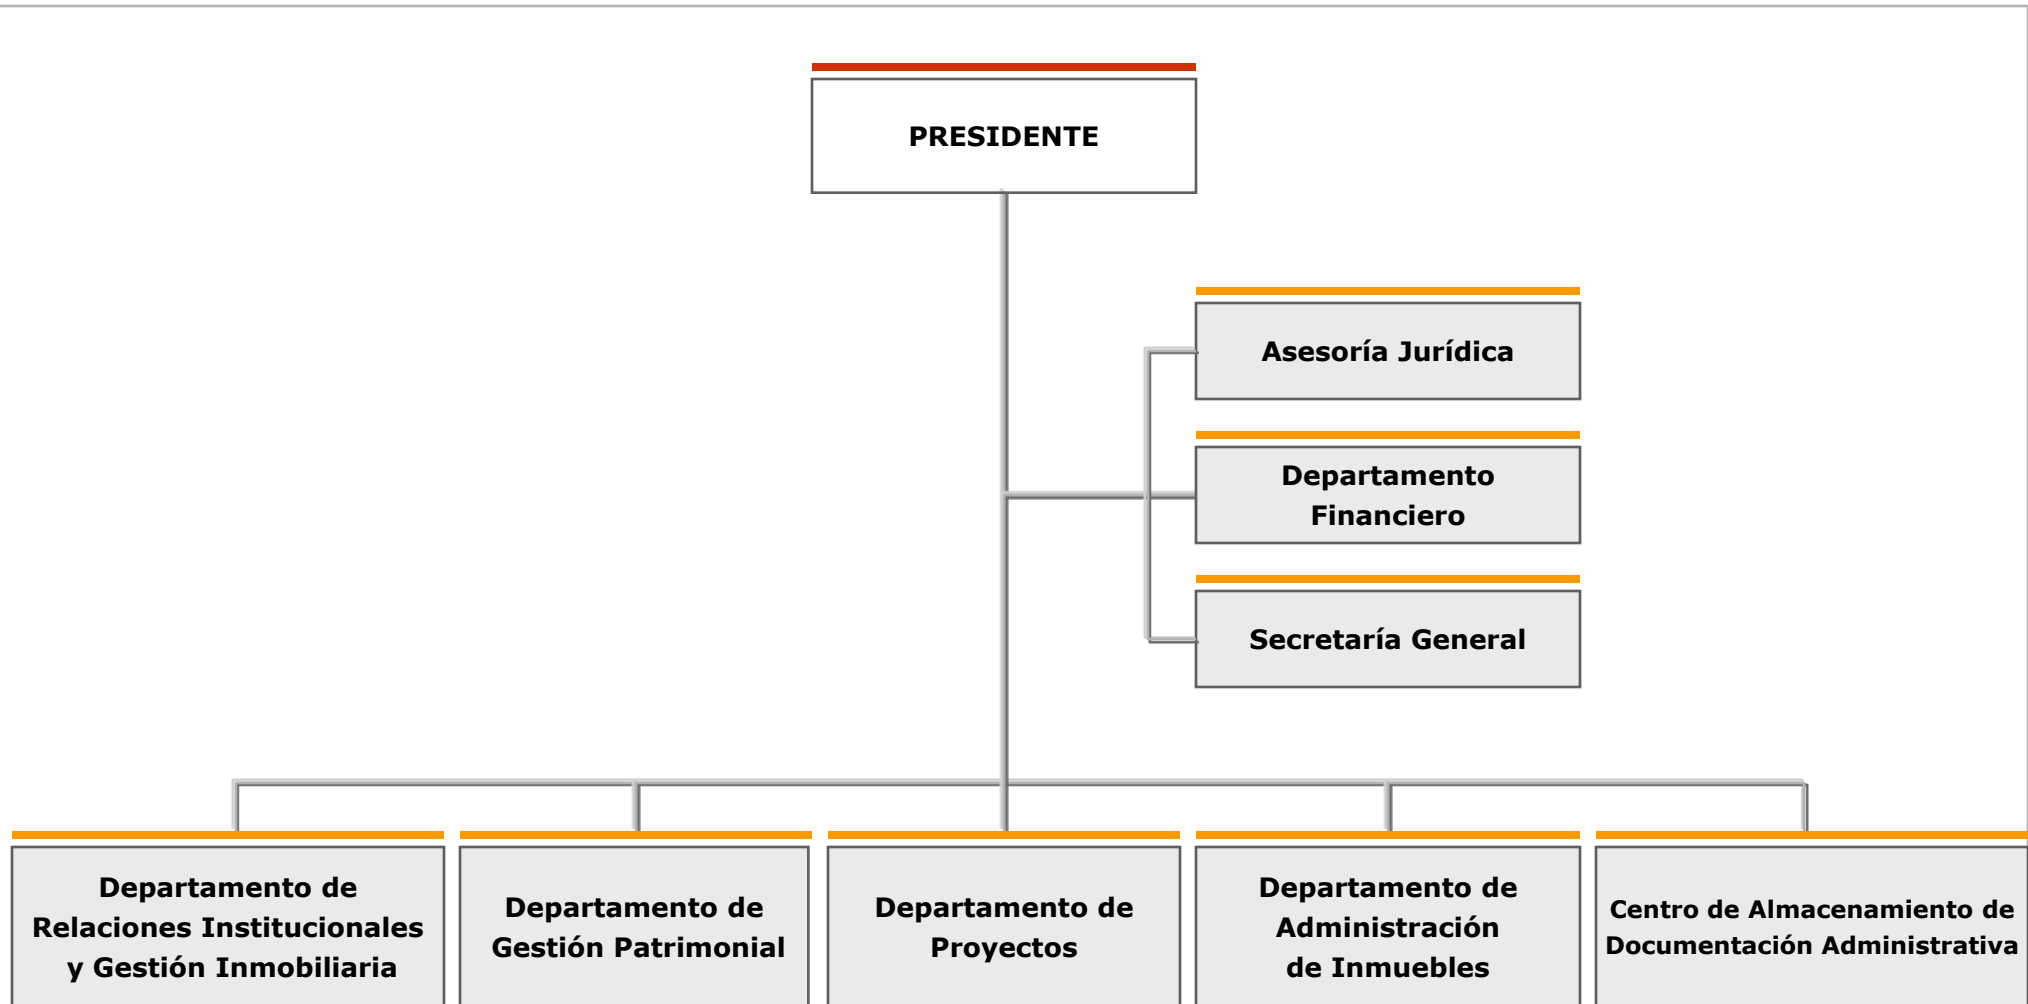 PRESIDENTE
Asesoría Jurídica
Departamento
Financiero
Secretaría General
Departamento de
Relaciones Institucionales
y Gestión Inmobiliaria
Departamento de
Gestión Patrimonial
Departamento de
Proyectos
Departamento de
Administración
de Inmuebles
Centro de Almacenamiento de
Documentación Administrativa